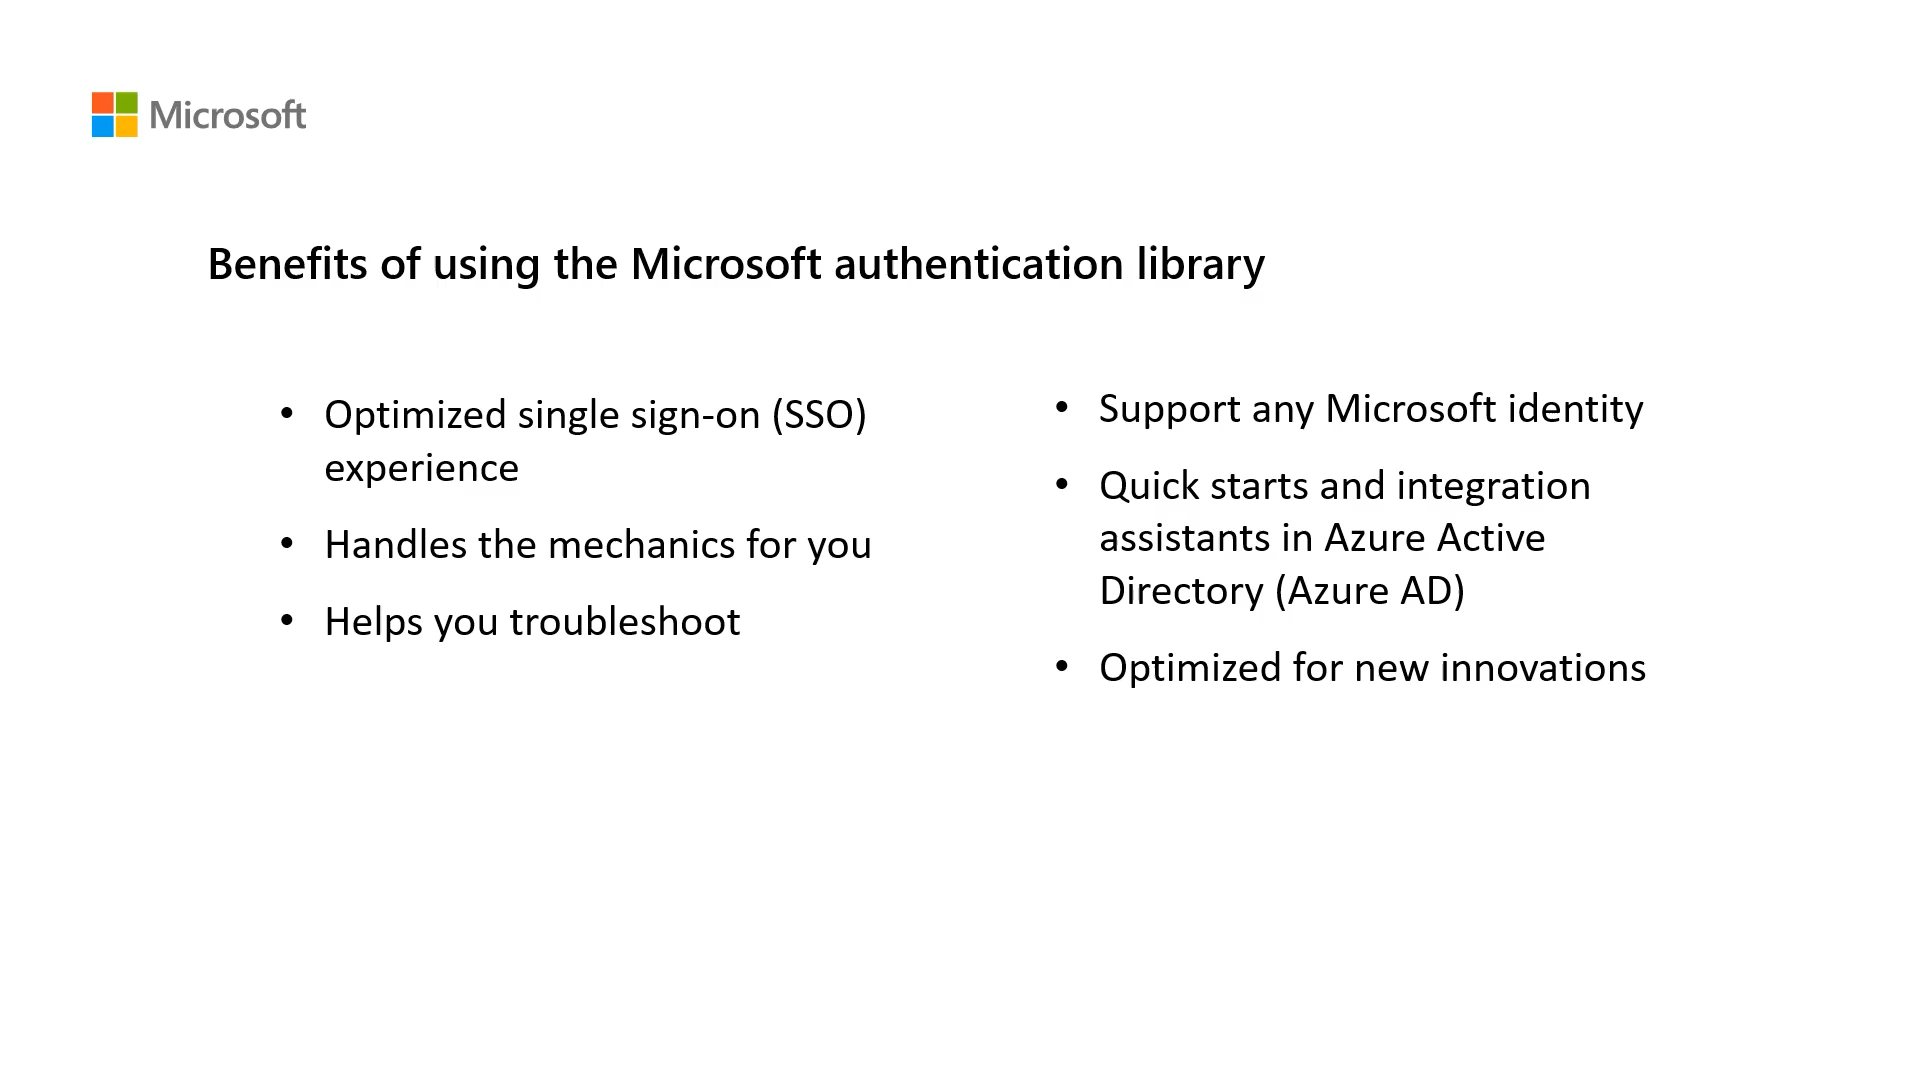 Microsoft
Benefits of using the Microsoft authentication library
• Optimized single sign-on (SSO)
experience
• Handles the mechanics for you
• Helps you troubleshoot
• Support any Microsoft identity
• Quick starts and integration
assistants in Azure Active
Directory (Azure AD)
• Optimized for new innovations